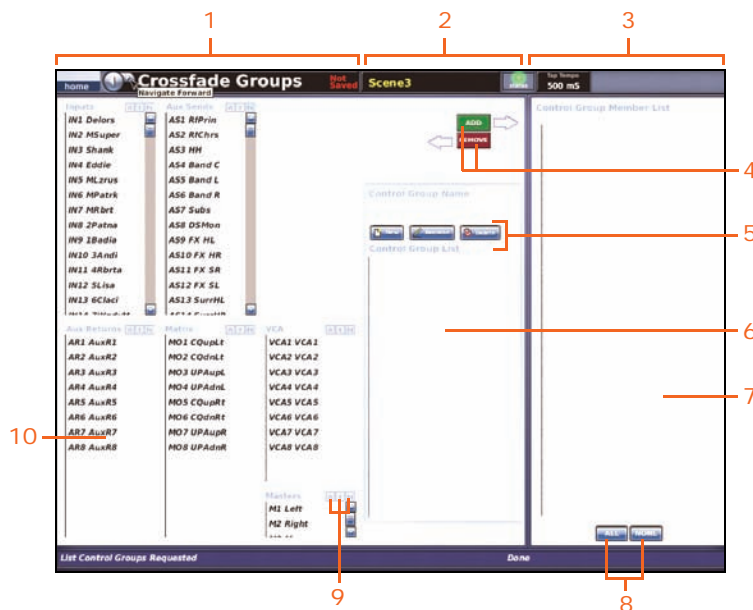 1
2
3
home
Crossfade Groups
Not Saved
Scene3
Tap Tempo
500 mS
Navigate Forward
Inputs
IN1 Delors
IN2 MSuper
IN3 Shank
IN4 Eddie
IN5 MLzrus
IN6 MPatrk
IN7 MRbrt
IN8 2Patna
IN9 1Badia
IN10 3Andi
IN11 4Rbrta
IN12 5Lisa
IN13 6Claci
Aux Sends
AS1 RfPrin
AS2 RfChrs
AS3 HH
AS4 Band C
AS5 Band L
AS6 Band R
AS7 Subs
AS8 DSMon
AS9 FX HL
AS10 FX HR
AS11 FX SR
AS12 FX SL
AS13 SurrHL
ADD
REMOVE
Control Group Name
Control Group List
Control Group Member List
4
5
6
7
Aux Returns
AR1 AuxR1
AR2 AuxR2
AR3 AuxR3
AR4 AuxR4
AR5 AuxR5
AR6 AuxR6
AR7 AuxR7
AR8 AuxR8
10
Matrix
MO1 CQupLt
MO2 CQdnLt
MO3 UPAupL
MO4 UPAdnL
MO5 CQupRt
MO6 CQdnRt
MO7 UPAupR
MO8 UPAdnR
VCA
VCA1 VCA1
VCA2 VCA2
VCA3 VCA3
VCA4 VCA4
VCA5 VCA5
VCA6 VCA6
VCA7 VCA7
VCA8 VCA8
Masters
M1 Left
M2 Right
ALL
NONE
List Control Groups Requested
Done
9
8